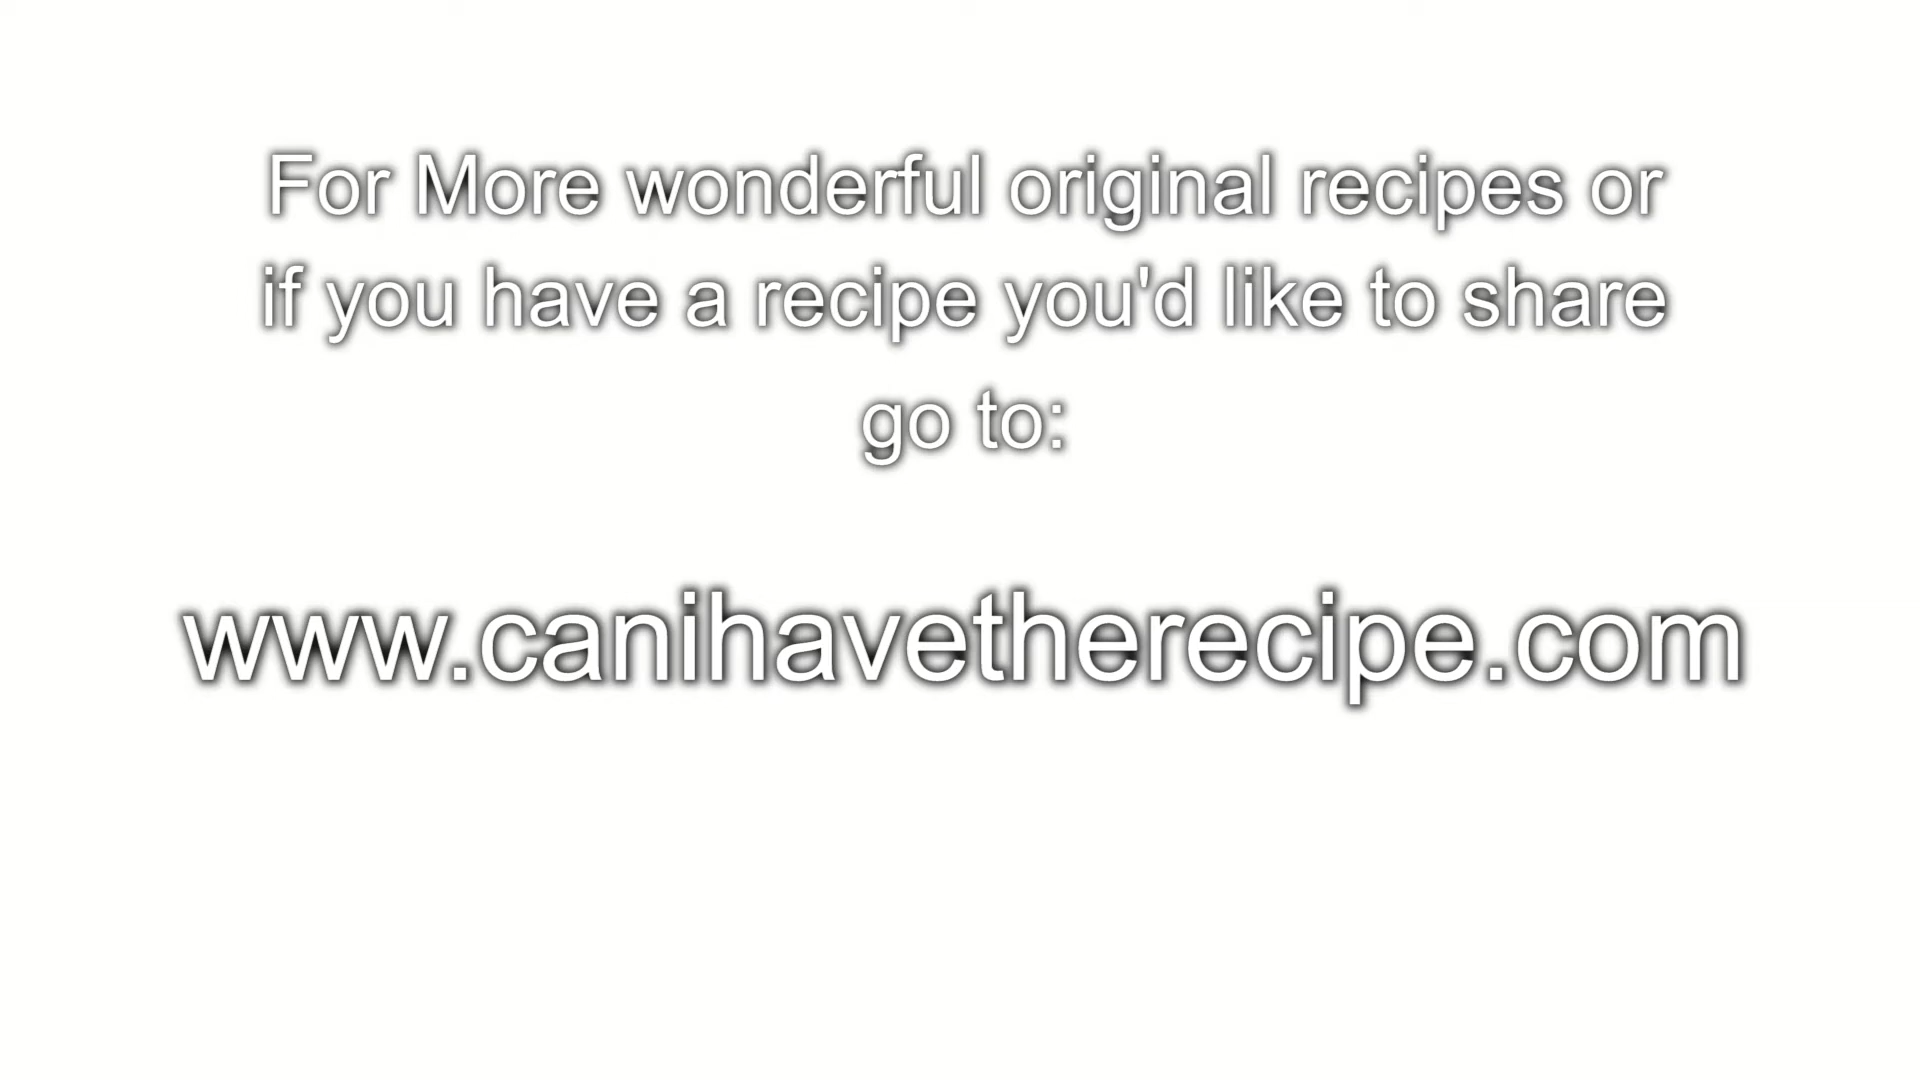 For More wonderful original recipes or
if you have a recipe you'd like to share
go to:
www.canihavetherecipe.com